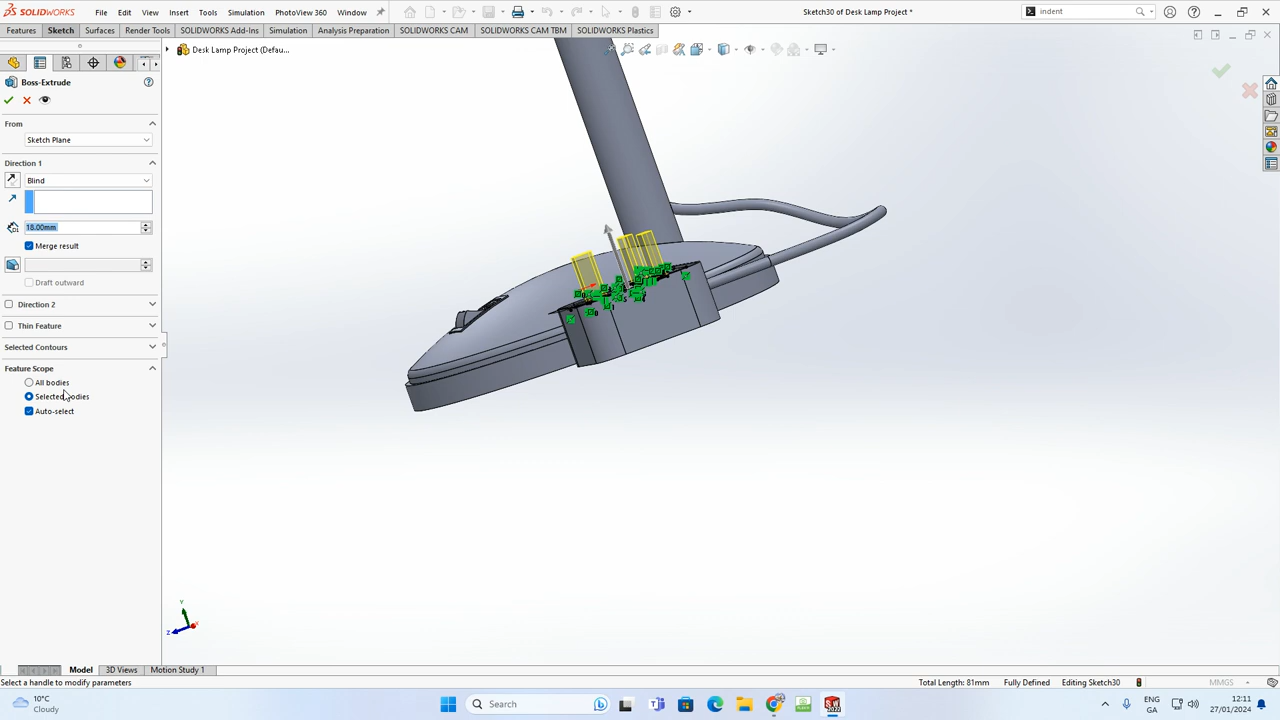 SOLIDWORKS File Edit View Insert Tools Simulation PhotoView 360 Window Sketch30 of Desk Lamp Project * indent
Features Sketch Surfaces Render Tools SOLIDWORKS Add-Ins Simulation Analysis Preparation SOLIDWORKS CAM SOLIDWORKS CAM TBM SOLIDWORKS Plastics
Desk Lamp Project (Defau...
Boss-Extrude
From
Sketch Plane
Direction 1
Blind
18.00mm
Merge result
Draft outward
Direction 2
Thin Feature
Selected Contours
Feature Scope
All bodies
Selected bodies
Auto-select
Y
Z
X
Model 3D Views Motion Study 1
Select a handle to modify parameters Total Length: 81mm Fully Defined Editing Sketch30 MMGS
10°C
Cloudy
Search
ENG
GA
12:11
27/01/2024